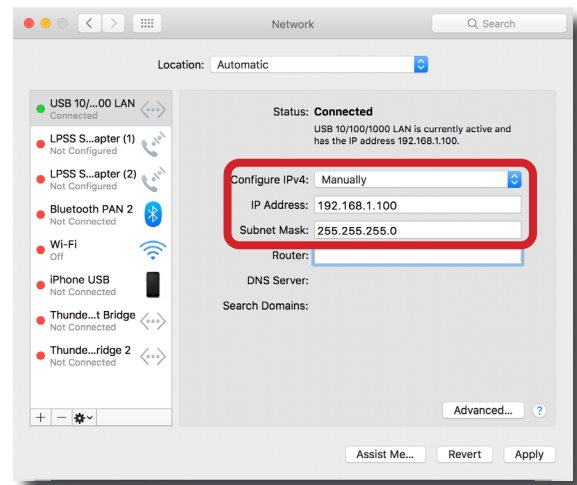 Network
Search
Location: Automatic
USB 10/...00 LAN
Connected
LPSS S...apter (1)
Not Configured
LPSS S...apter (2)
Not Configured
Bluetooth PAN 2
Not Connected
Wi-Fi
Off
iPhone USB
Not Connected
Thunde...t Bridge
Not Connected
Thunde...ridge 2
Not Connected
Status: Connected
USB 10/100/1000 LAN is currently active and
has the IP address 192.168.1.100.
Configure IPv4: Manually
IP Address: 192.168.1.100
Subnet Mask: 255.255.255.0
Router:
DNS Server:
Search Domains:
Advanced... ?
Assist Me... Revert Apply